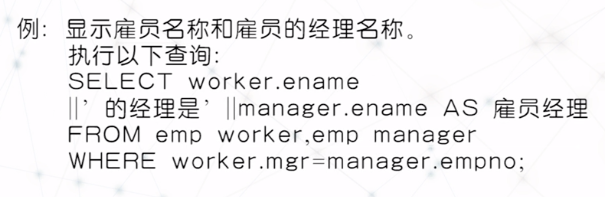 例：显示雇员名称和雇员的经理名称。
执行以下查询:
SELECT worker.ename
||’ 的经理是’ ||manager.ename AS 雇员经理
FROM emp worker,emp manager
WHERE worker.mgr=manager.empno;